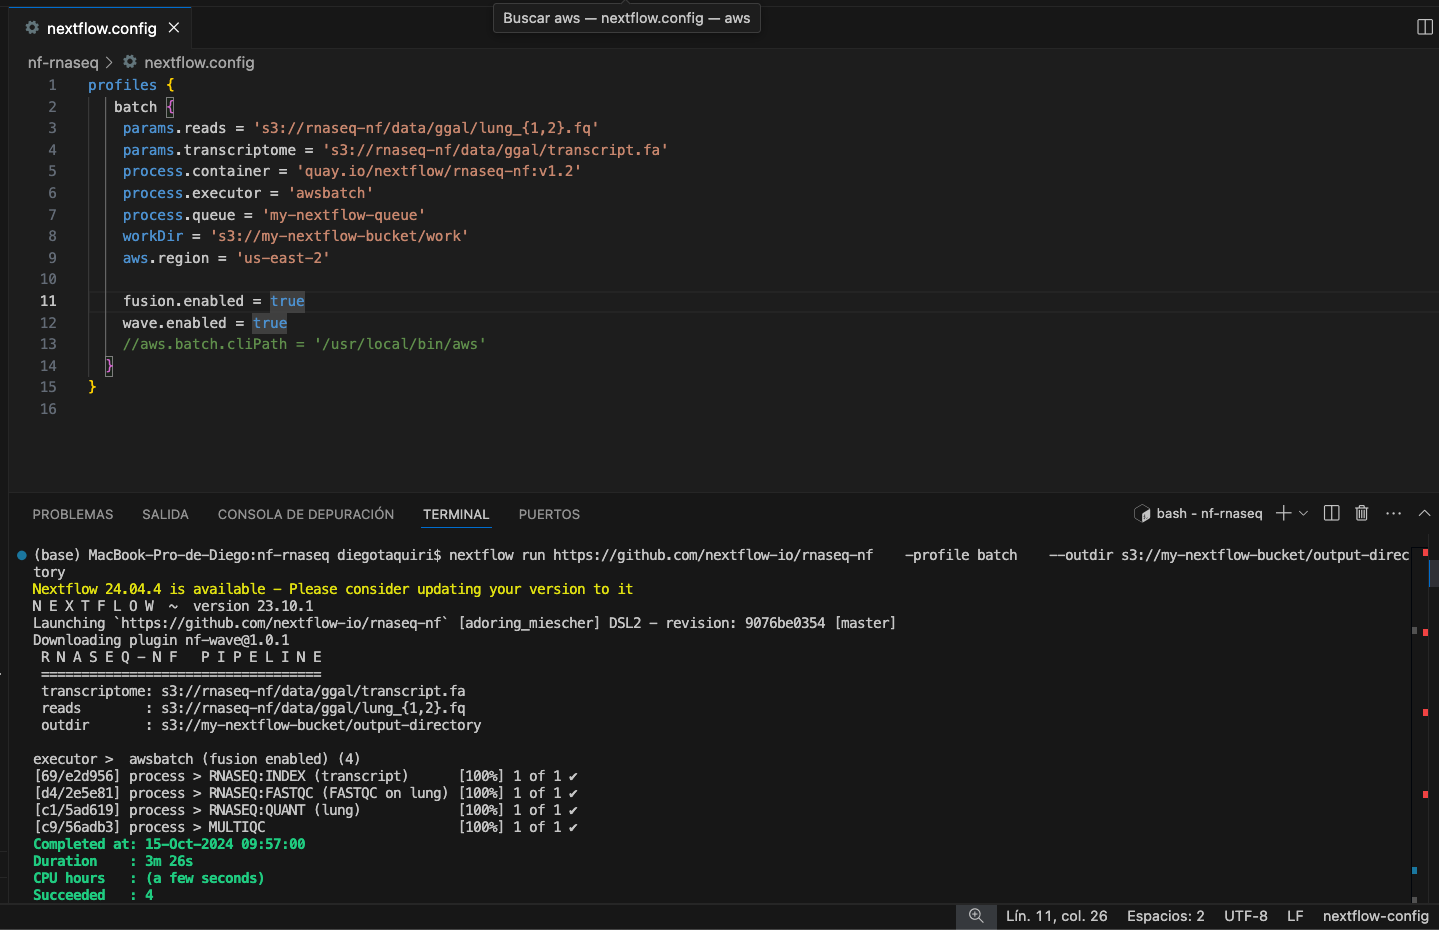 Buscar aws — nextflow.config — aws
nextflow.config
nf-rnaseq > nextflow.config
1 profiles {
2 batch {
3 params.reads = 's3://rnaseq-nf/data/ggal/lung_{1,2}.fq'
4 params.transcriptome = 's3://rnaseq-nf/data/ggal/transcript.fa'
5 process.container = 'quay.io/nextflow/rnaseq-nf:v1.2'
6 process.executor = 'awsbatch'
7 process.queue = 'my-nextflow-queue'
8 workDir = 's3://my-nextflow-bucket/work'
9 aws.region = 'us-east-2'
10
11 fusion.enabled = true
12 wave.enabled = true
13 //aws.batch.cliPath = '/usr/local/bin/aws'
14 }
15 }
16
PROBLEMAS SALIDA CONSOLA DE DEPURACIÓN TERMINAL PUERTOS bash - nf-rnaseq
(base) MacBook-Pro-de-Diego:nf-rnaseq diegotaquiri$ nextflow run https://github.com/nextflow-io/rnaseq-nf -profile batch --outdir s3://my-nextflow-bucket/output-direc
tory
Nextflow 24.04.4 is available - Please consider updating your version to it
N E X T F L O W ~ version 23.10.1
Launching `https://github.com/nextflow-io/rnaseq-nf` [adoring_miescher] DSL2 - revision: 9076be0354 [master]
Downloading plugin nf-wave@1.0.1
R N A S E Q - N F P I P E L I N E
===================================
transcriptome: s3://rnaseq-nf/data/ggal/transcript.fa
reads : s3://rnaseq-nf/data/ggal/lung_{1,2}.fq
outdir : s3://my-nextflow-bucket/output-directory
executor > awsbatch (fusion enabled) (4)
[69/e2d956] process > RNASEQ:INDEX (transcript) [100%] 1 of 1 ✔
[d4/2e5e81] process > RNASEQ:FASTQC (FASTQC on lung) [100%] 1 of 1 ✔
[c1/5ad619] process > RNASEQ:QUANT (lung) [100%] 1 of 1 ✔
[c9/56adb3] process > MULTIQC [100%] 1 of 1 ✔
Completed at: 15-Oct-2024 09:57:00
Duration : 3m 26s
CPU hours : (a few seconds)
Succeeded : 4
Lín. 11, col. 26 Espacios: 2 UTF-8 LF nextflow-config